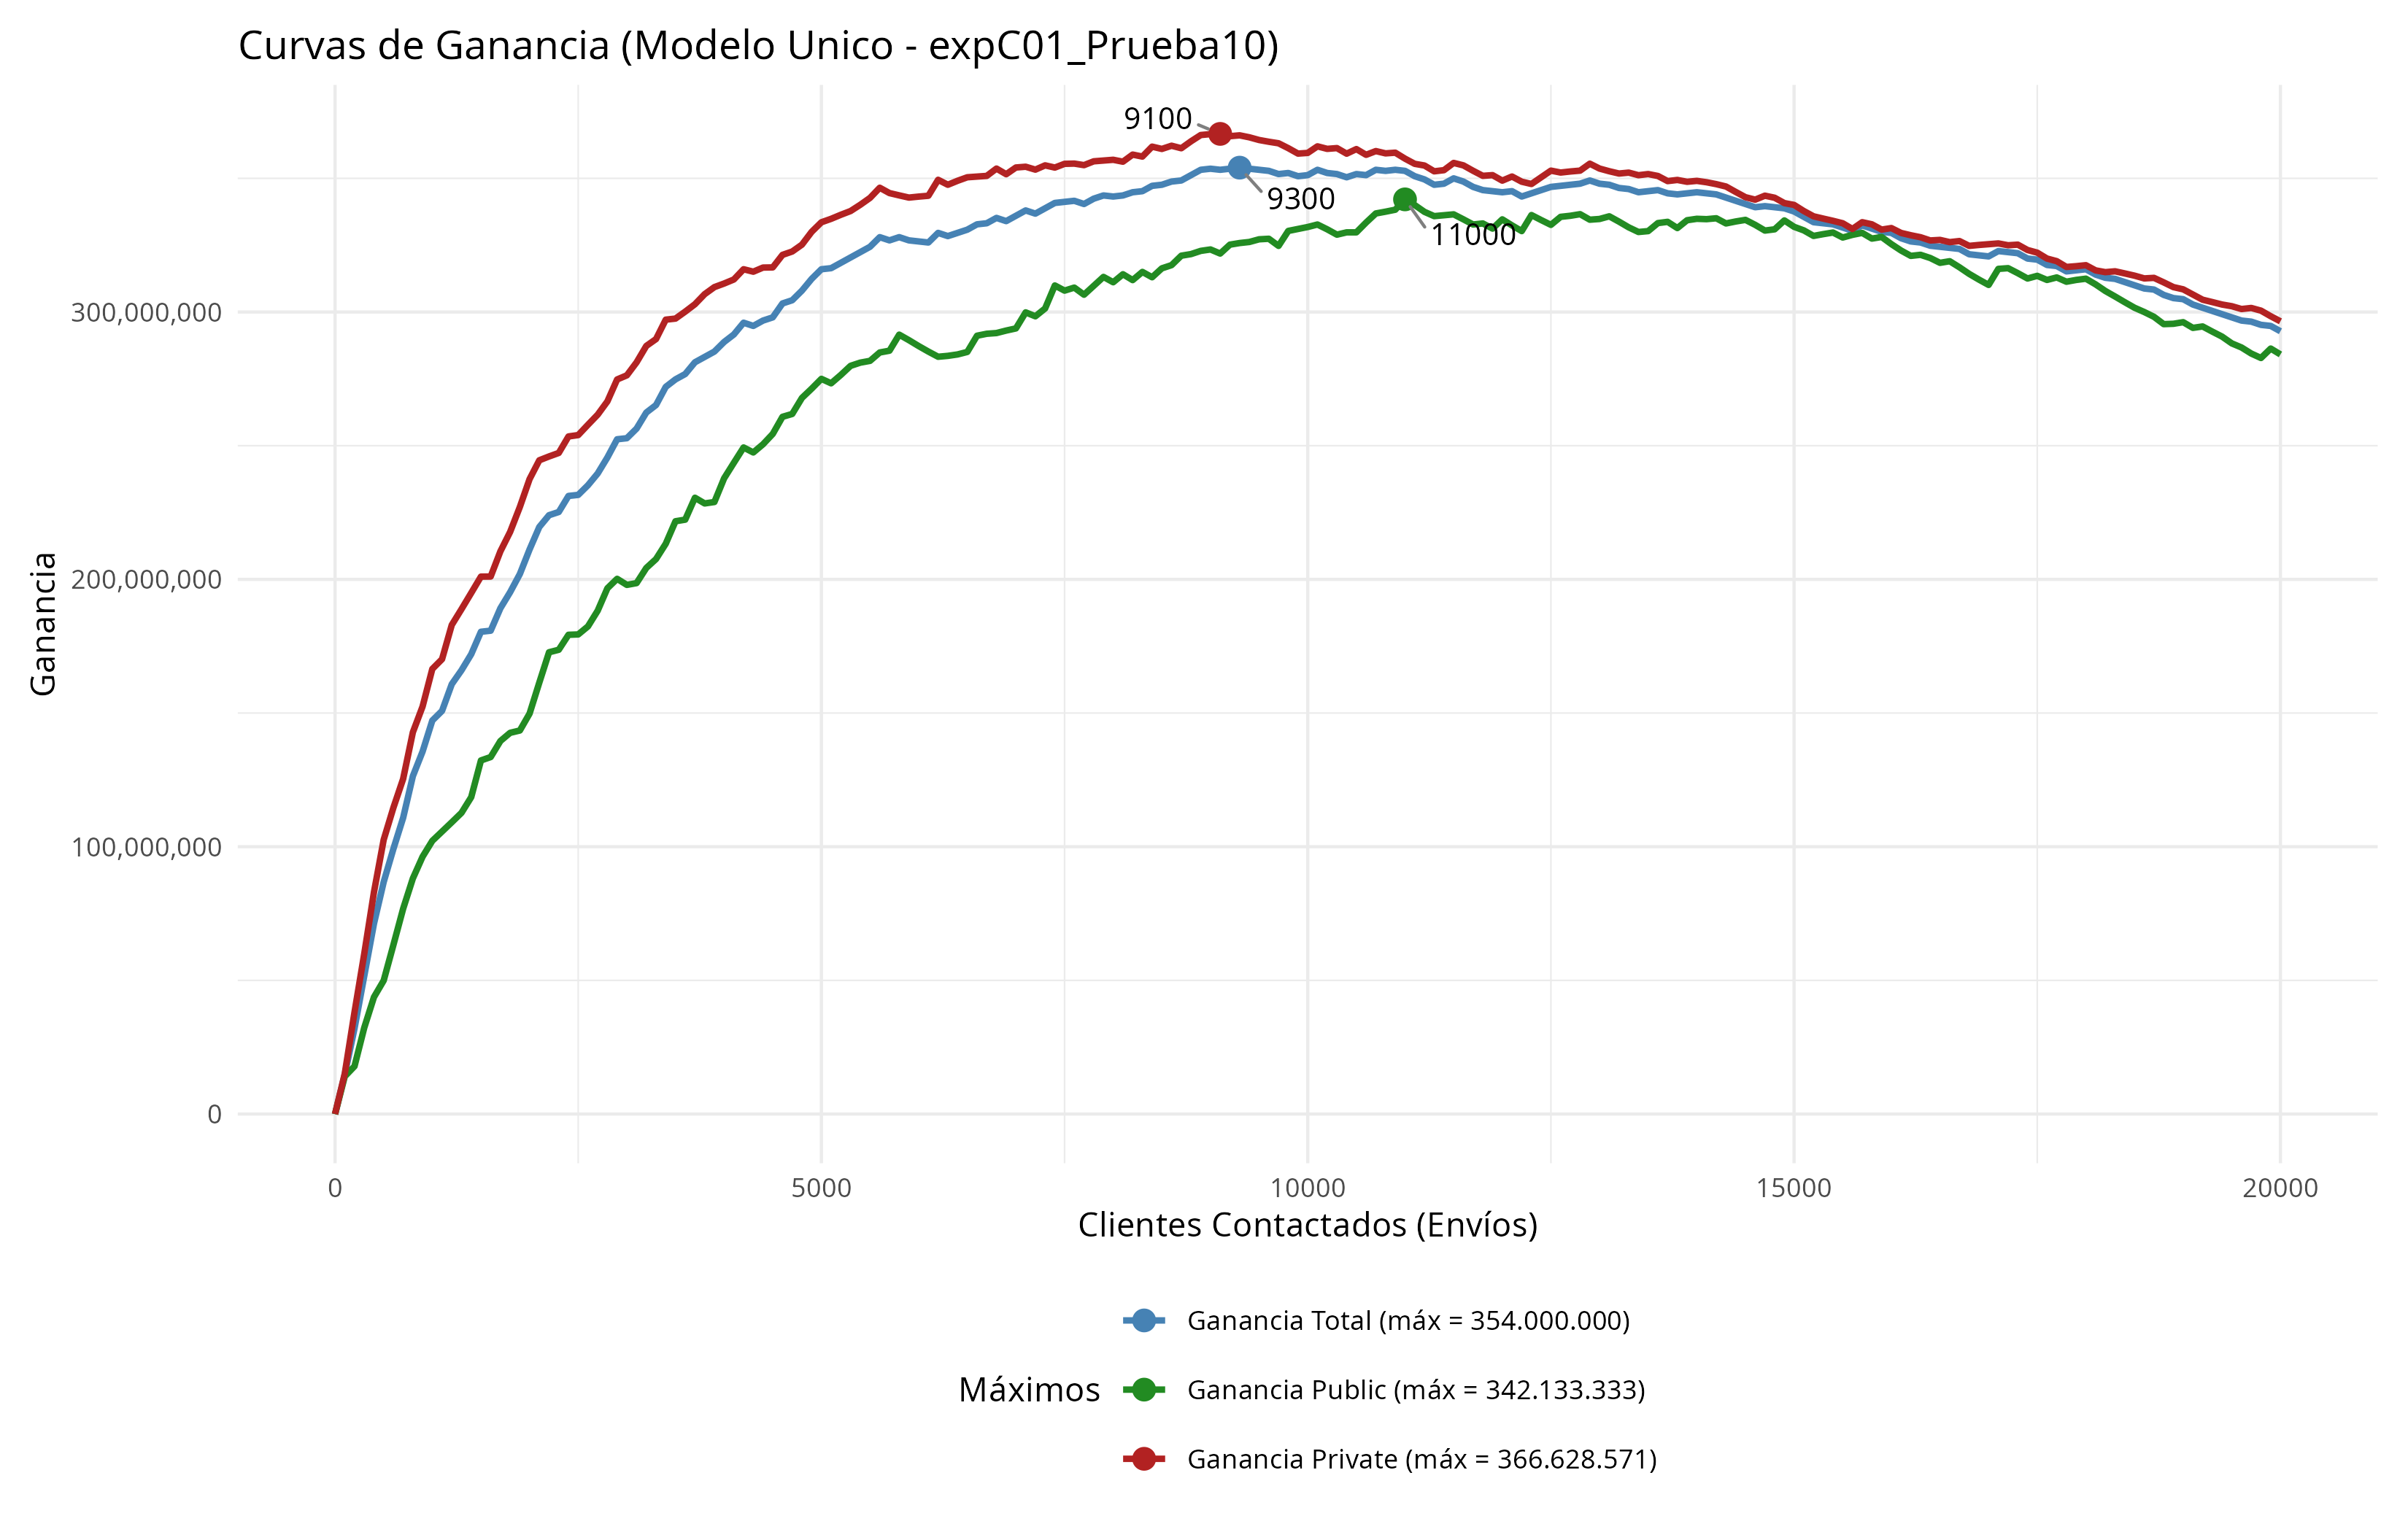 Curvas de Ganancia (Modelo Unico - expC01_Prueba10)
9100
9300
11000
Ganancia
300,000,000
200,000,000
100,000,000
0
0
5000
10000
15000
20000
Clientes Contactados (Envíos)
Máximos
Ganancia Total (máx = 354.000.000)
Ganancia Public (máx = 342.133.333)
Ganancia Private (máx = 366.628.571)